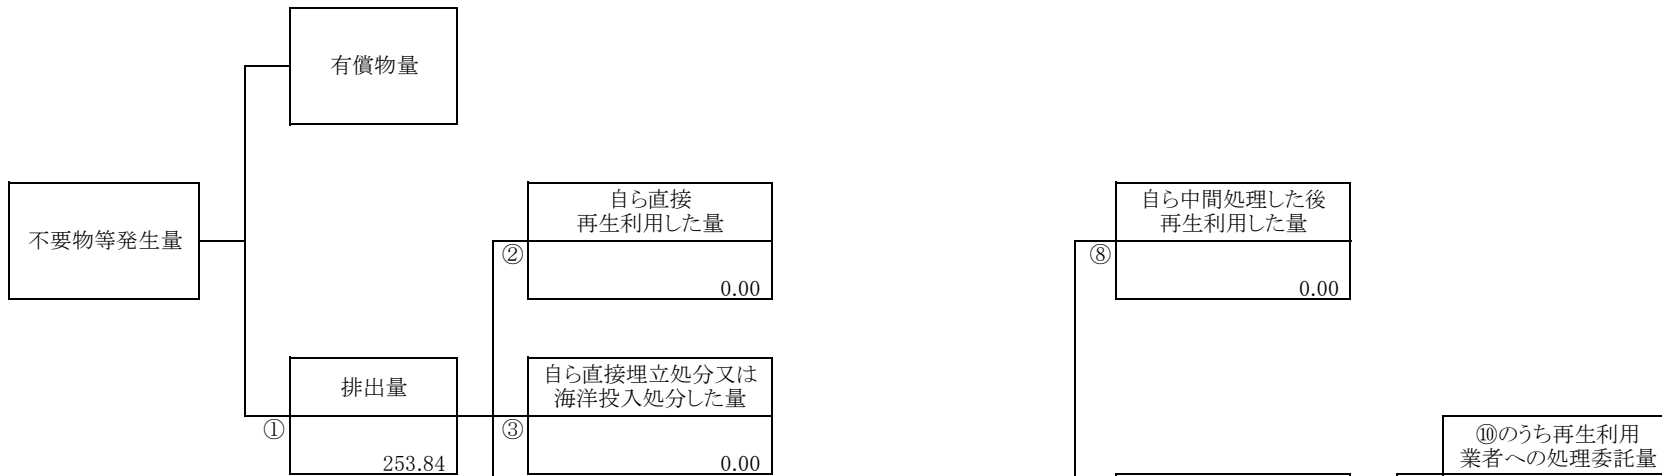 有償物量
不要物等発生量
自ら直接
再生利用した量
②
0.00
自ら中間処理した後
再生利用した量
⑧
0.00
排出量
①
253.84
自ら直接埋立処分又は
海洋投入処分した量
③
0.00
⑩のうち再生利用
業者への処理委託量